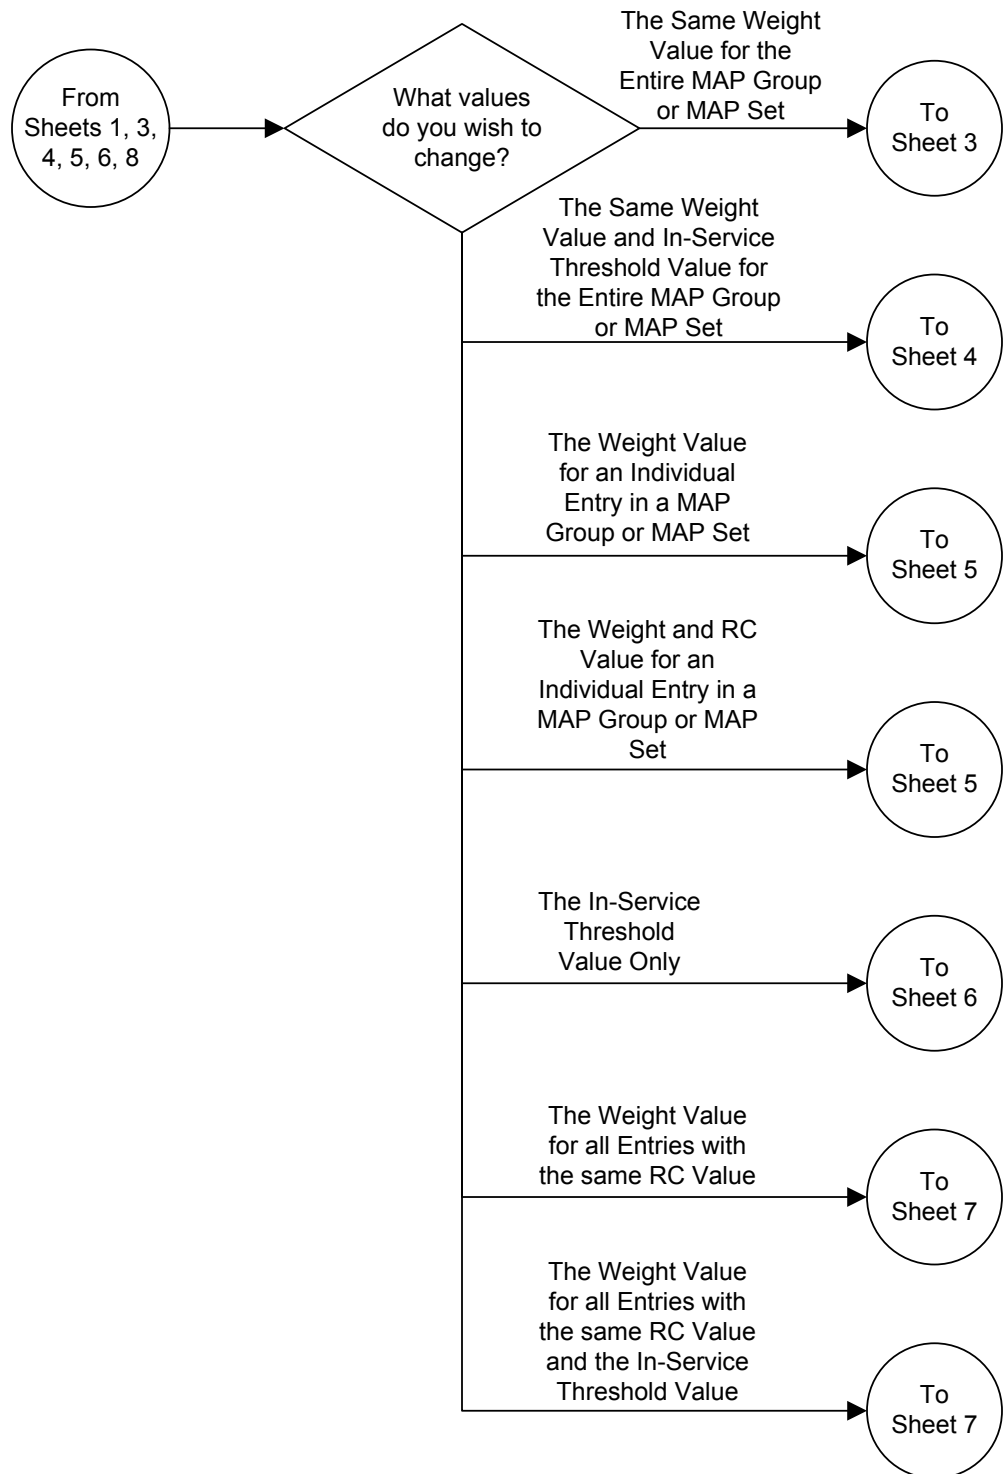 From
Sheets 1, 3,
4, 5, 6, 8
What values
do you wish to
change?
The Same Weight
Value for the
Entire MAP Group
or MAP Set
To
Sheet 3
The Same Weight
Value and In-Service
Threshold Value for
the Entire MAP Group
or MAP Set
To
Sheet 4
The Weight Value
for an Individual
Entry in a MAP
Group or MAP Set
To
Sheet 5
The Weight and RC
Value for an
Individual Entry in a
MAP Group or MAP
Set
To
Sheet 5
The In-Service
Threshold
Value Only
To
Sheet 6
The Weight Value
for all Entries with
the same RC Value
To
Sheet 7
The Weight Value
for all Entries with
the same RC Value
and the In-Service
Threshold Value
To
Sheet 7